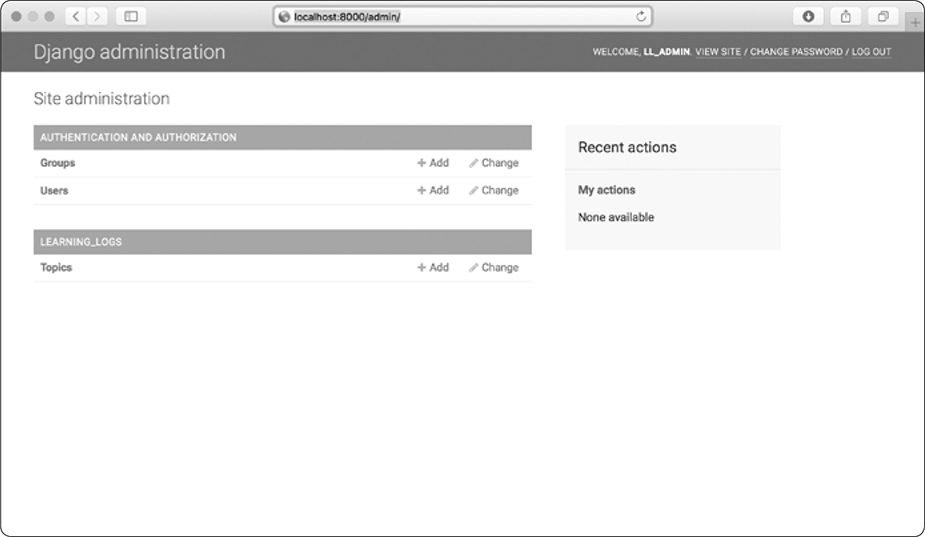 localhost:8000/admin/
Django administration
WELCOME, LL_ADMIN. VIEW SITE / CHANGE PASSWORD / LOG OUT
Site administration
AUTHENTICATION AND AUTHORIZATION
Groups + Add Change
Users + Add Change
LEARNING_LOGS
Topics + Add Change
Recent actions
My actions
None available